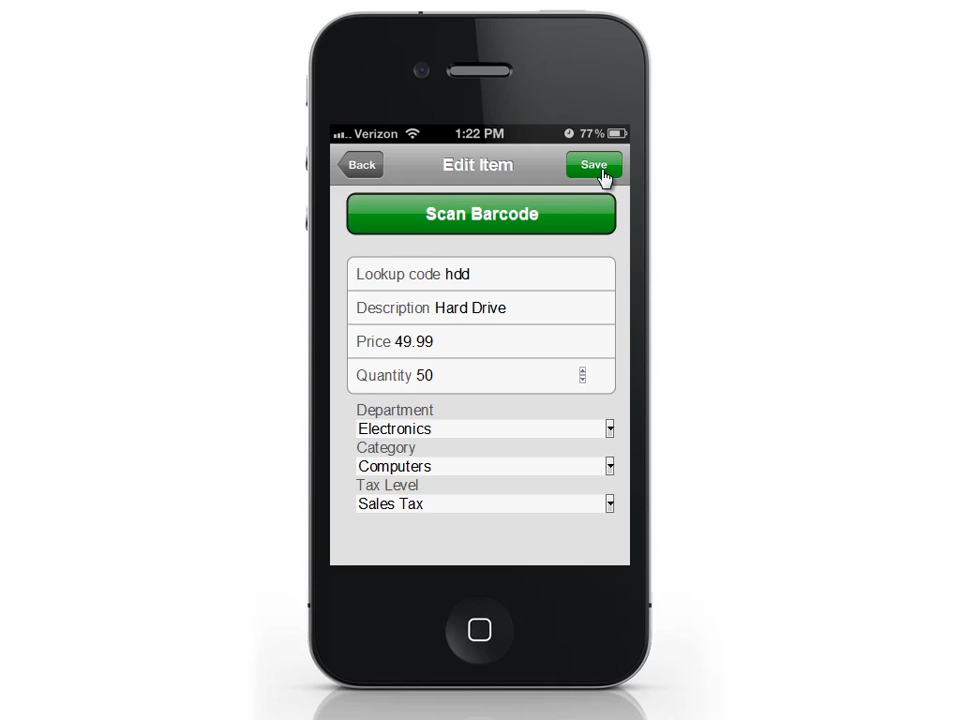 Verizon 1:22 PM 77%
Back Edit Item Save
Scan Barcode
Lookup code hdd
Description Hard Drive
Price 49.99
Quantity 50
Department
Electronics
Category
Computers
Tax Level
Sales Tax